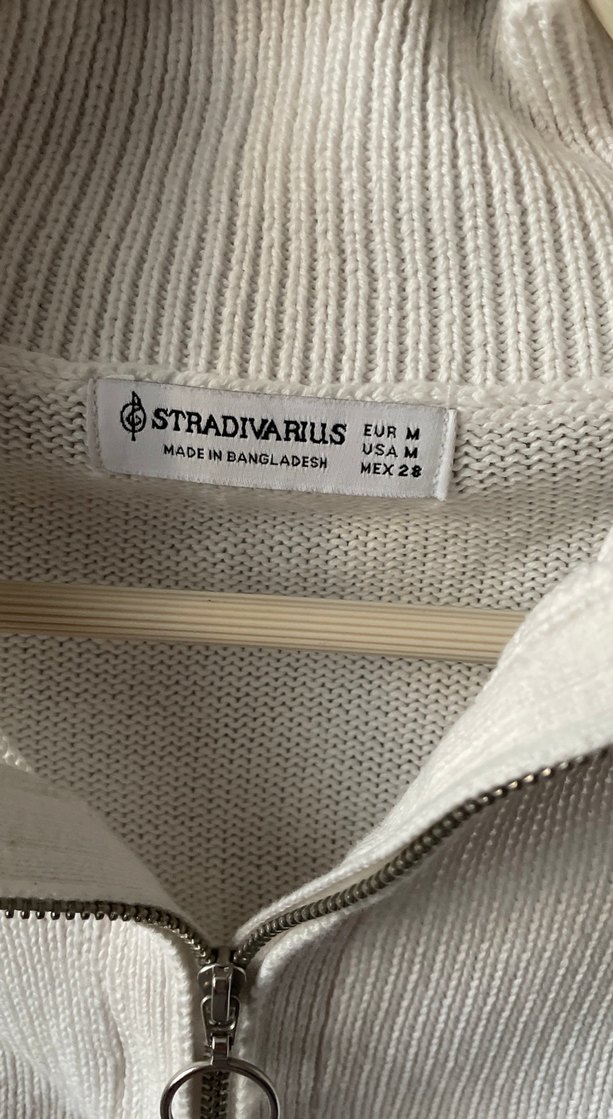 STRADIVARIUS
MADE IN BANGLADESH
EUR M
USA M
MEX 28